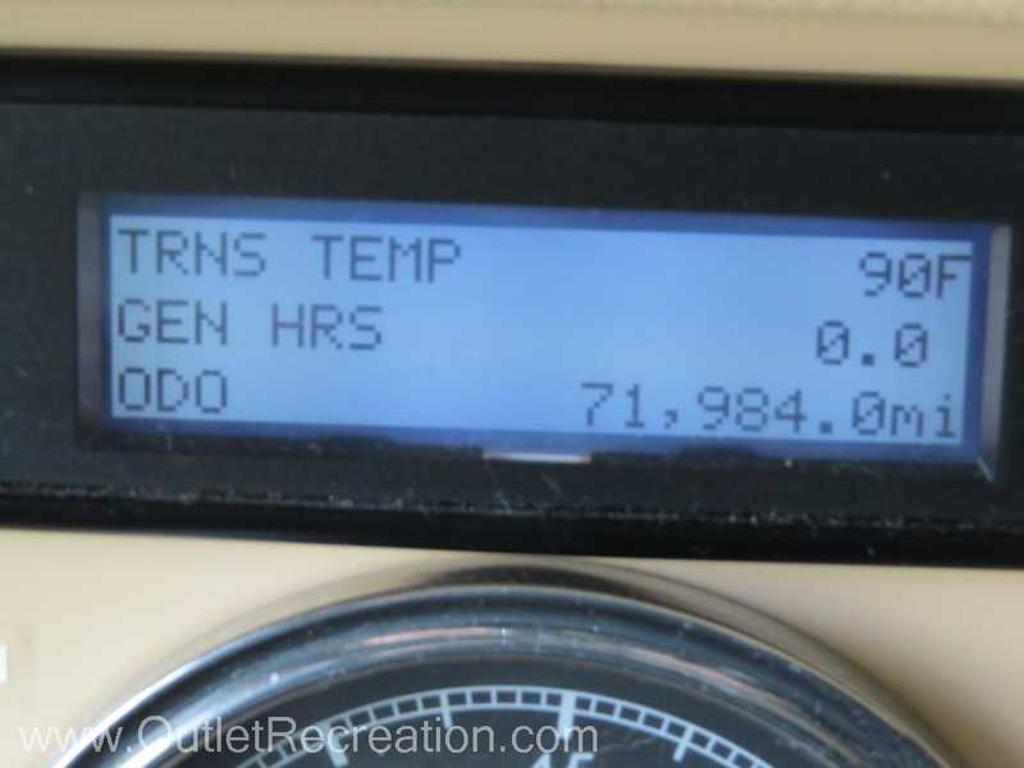 TRNS TEMP 90F
GEN HRS 0.0
ODO 71,984.0mi
www.OutletRecreation.com